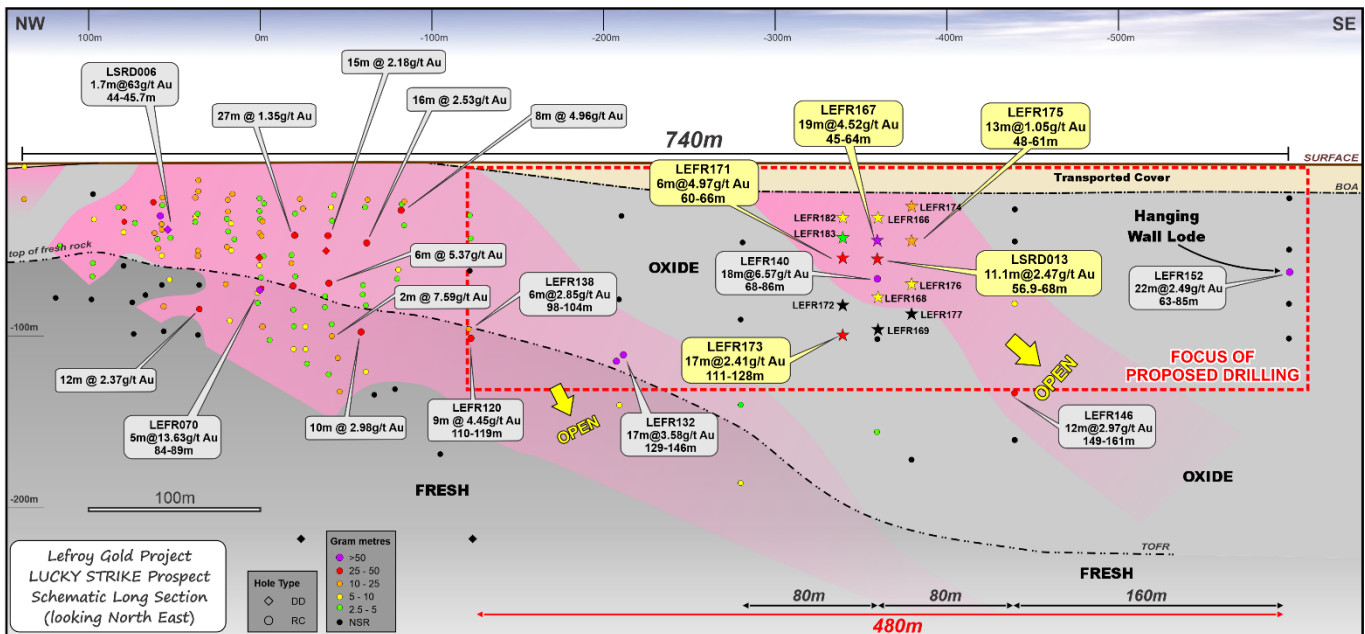 NW
SE
100m
0m
-100m
-200m
-300m
-400m
-500m
LSRD006
1.7m@63g/t Au
44-45.7m
15m @ 2.18g/t Au
27m @ 1.35g/t Au
16m @ 2.53g/t Au
8m @ 4.96g/t Au
LEFR167
19m@4.52g/t Au
45-64m
LEFR175
13m@1.05g/t Au
48-61m
740m
SURFACE
LEFR171
6m@4.97g/t Au
60-66m
Transported Cover
BOA
LEFR174
LEFR182
LEFR166
LEFR183
Hanging
Wall Lode
top of fresh rock
OXIDE
6m @ 5.37g/t Au
LEFR140
18m@6.57g/t Au
68-86m
LSRD013
11.1m@2.47g/t Au
56.9-68m
LEFR152
22m@2.49g/t Au
63-85m
2m @ 7.59g/t Au
LEFR138
6m@2.85g/t Au
98-104m
LEFR176
LEFR168
LEFR172
LEFR177
LEFR169
-100m
LEFR173
17m@2.41g/t Au
111-128m
OPEN
FOCUS OF
PROPOSED DRILLING
12m @ 2.37g/t Au
LEFR070
5m@13.63g/t Au
84-89m
10m @ 2.98g/t Au
LEFR120
9m @ 4.45g/t Au
110-119m
OPEN
LEFR132
17m@3.58g/t Au
129-146m
LEFR146
12m@2.97g/t Au
149-161m
OXIDE
-200m
100m
FRESH
TOFR
FRESH
Lefroy Gold Project
LUCKY STRIKE Prospect
Schematic Long Section
(looking North East)
Hole Type
DD
RC
Gram metres
>50
25 - 50
10 - 25
5 - 10
2.5 - 5
NSR
80m
80m
160m
480m